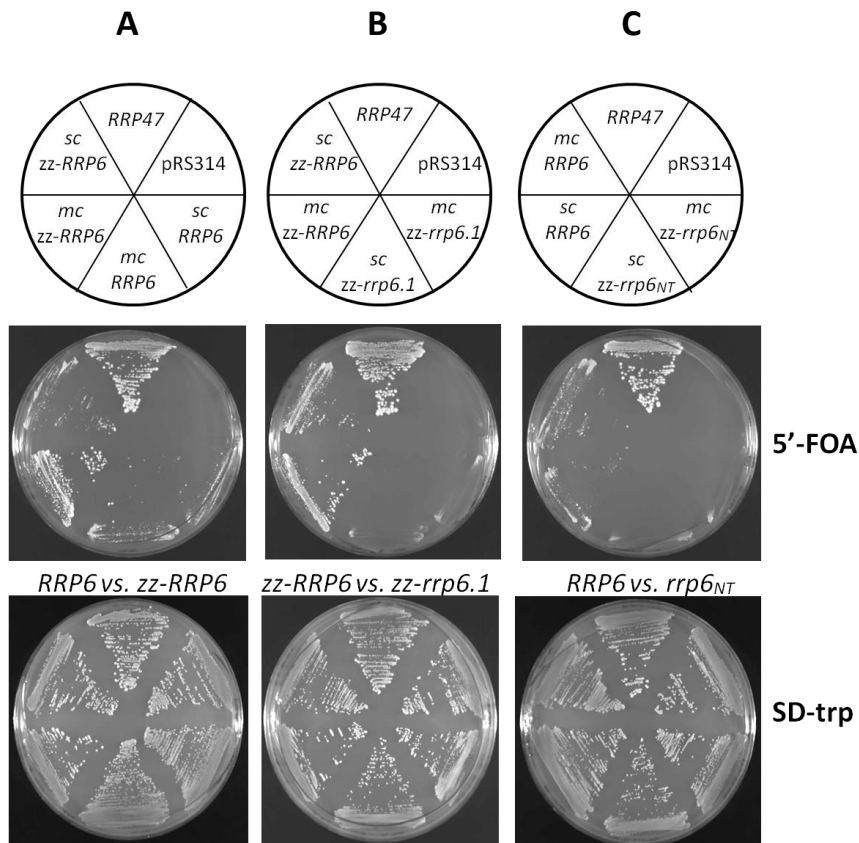 A
B
C
RRP47
sc
zz-RRP6
pRS314
mc
zz-RRP6
sc
RRP6
mc
RRP6
RRP47
sc
zz-RRP6
pRS314
mc
zz-RRP6
mc
zz-rrp6.1
sc
zz-rrp6.1
RRP47
mc
RRP6
pRS314
sc
RRP6
mc
zz-rrp6NT
sc
zz-rrp6NT
5’-FOA
RRP6 vs. zz-RRP6
zz-RRP6 vs. zz-rrp6.1
RRP6 vs. rrp6NT
SD-trp